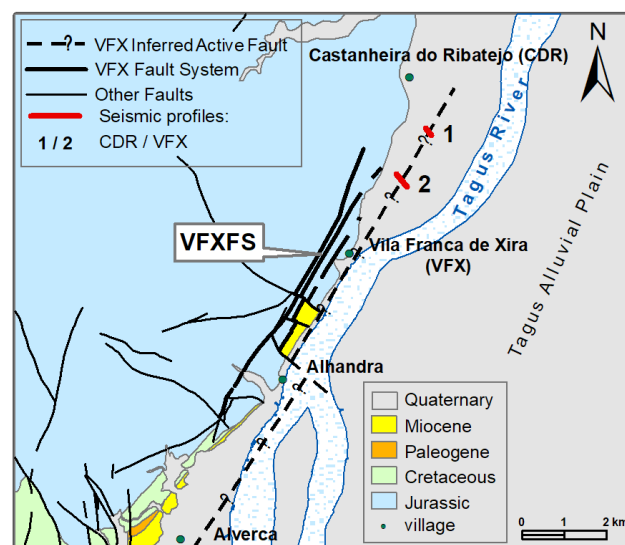 ? VFX Inferred Active Fault
VFX Fault System
Other Faults
Seismic profiles:
1 / 2 CDR / VFX
N
Castanheira do Ribatejo (CDR)
1
?
2
?
Tagus River
VFXFS
Vila Franca de Xira
(VFX)
?
Tagus Alluvial Plain
?
Alhandra
?
?
?
Alverca
Quaternary
Miocene
Paleogene
Cretaceous
Jurassic
village
0 1 2 km